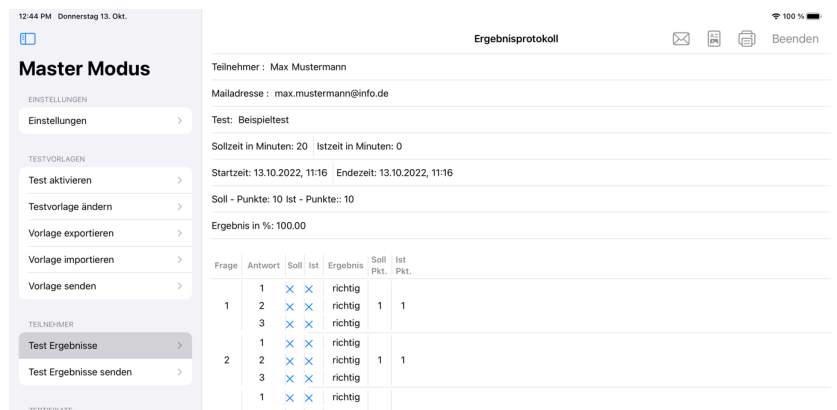 12:44 PM Donnerstag 13. Okt.
100 %
Ergebnisprotokoll
Beenden
Master Modus
EINSTELLUNGEN
Einstellungen
TESTVORLAGEN
Test aktivieren
Testvorlage ändern
Vorlage exportieren
Vorlage importieren
Vorlage senden
TEILNEHMER
Test Ergebnisse
Test Ergebnisse senden
ZERTIFIKATE
Teilnehmer : Max Mustermann
Mailadresse : max.mustermann@info.de
Test: Beispieltest
Sollzeit in Minuten: 20 Istzeit in Minuten: 0
Startzeit: 13.10.2022, 11:16 Endezeit: 13.10.2022, 11:16
Soll - Punkte: 10 Ist - Punkte:: 10
Ergebnis in %: 100.00
Frage Antwort Soll Ist Ergebnis Soll Pkt. Ist Pkt.
1 richtig
1 2 richtig 1 1
3 richtig
1 richtig
2 2 richtig 1 1
3 richtig
1 richtig